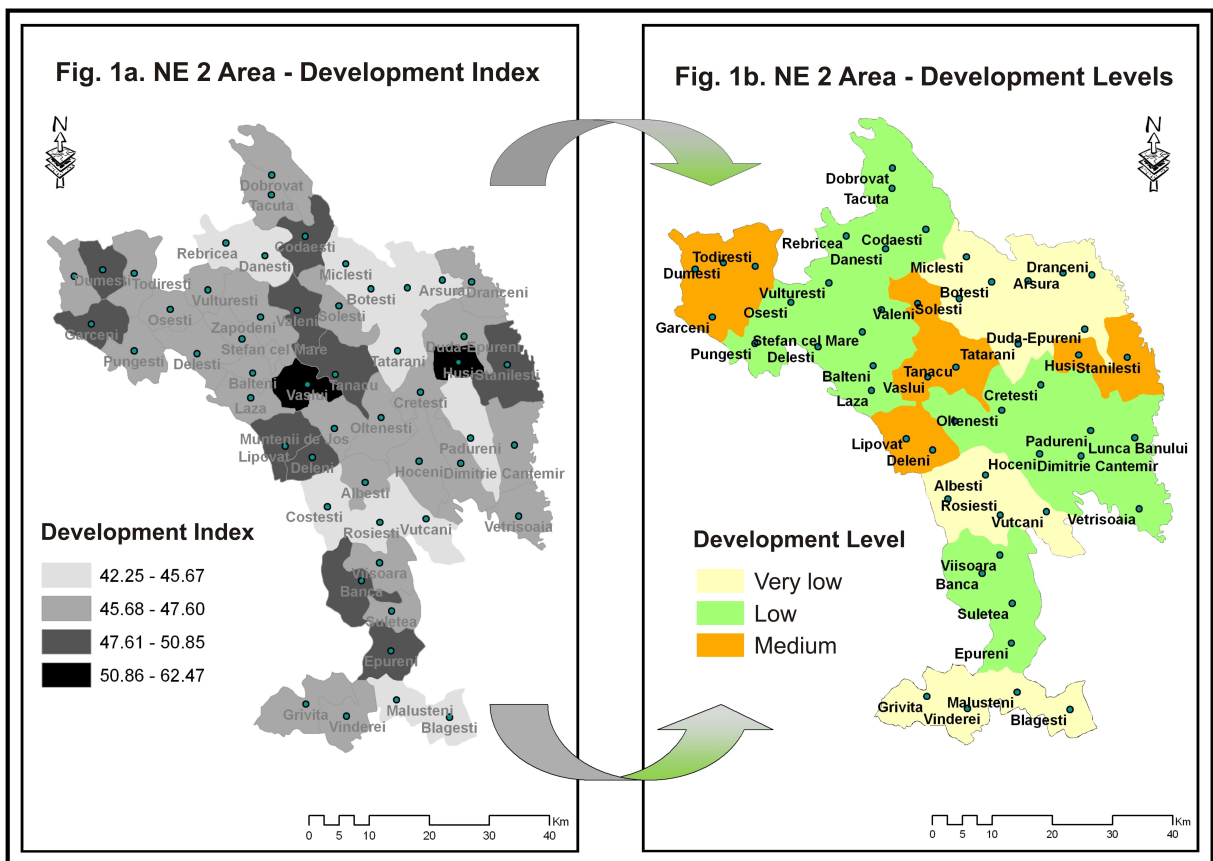 Fig. 1a. NE 2 Area - Development Index
N
Dobrovat
Tacuta
Rebricea
Codaesti
Danesti
Miclesti
Dumesti
Todiresti
Vulturesti
Botesti
Arsura
Dranceni
Osesti
Valeni
Solesti
Garceni
Zapodeni
Pungesti
Delesti
Stefan cel Mare
Tatarani
Duda-Epureni
Husi
Stanilesti
Balteni
Vaslui
Tanacu
Laza
Cretesti
Oltenesti
Muntenii de Jos
Lipovat
Padureni
Deleni
Hoceni
Dimitrie Cantemir
Albesti
Costesti
Rosiesti
Vutcani
Vetrisoaia
Viisoara
Banca
Suletea
Epureni
Grivita
Vinderei
Malusteni
Blagesti
Development Index
42.25 - 45.67
45.68 - 47.60
47.61 - 50.85
50.86 - 62.47
Km
0 5 10 20 30 40
Fig. 1b. NE 2 Area - Development Levels
N
Dobrovat
Tacuta
Rebricea
Codaesti
Danesti
Todiresti
Dumesti
Miclesti
Dranceni
Arsura
Vulturesti
Botesti
Osesti
Valeni
Solesti
Garceni
Stefan cel Mare
Duda-Epureni
Pungesti
Delesti
Tatarani
Husi
Stanilesti
Balteni
Tanacu
Vaslui
Laza
Cretesti
Oltenesti
Lipovat
Deleni
Padureni
Lunca Banului
Hoceni
Dimitrie Cantemir
Albesti
Rosiesti
Vutcani
Vetrisoaia
Viisoara
Banca
Suletea
Epureni
Grivita
Malusteni
Vinderei
Blagesti
Development Level
Very low
Low
Medium
Km
0 5 10 20 30 40